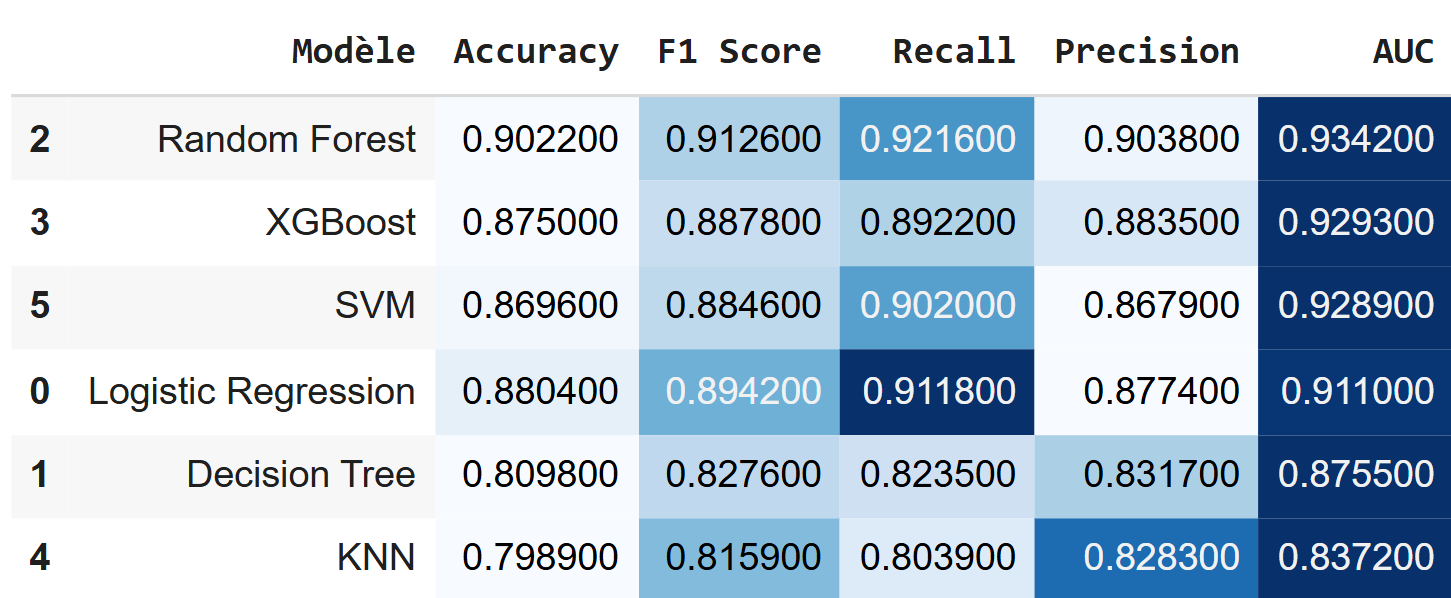 Modèle Accuracy F1 Score Recall Precision AUC
2 Random Forest 0.902200 0.912600 0.921600 0.903800 0.934200
3 XGBoost 0.875000 0.887800 0.892200 0.883500 0.929300
5 SVM 0.869600 0.884600 0.902000 0.867900 0.928900
0 Logistic Regression 0.880400 0.894200 0.911800 0.877400 0.911000
1 Decision Tree 0.809800 0.827600 0.823500 0.831700 0.875500
4 KNN 0.798900 0.815900 0.803900 0.828300 0.837200